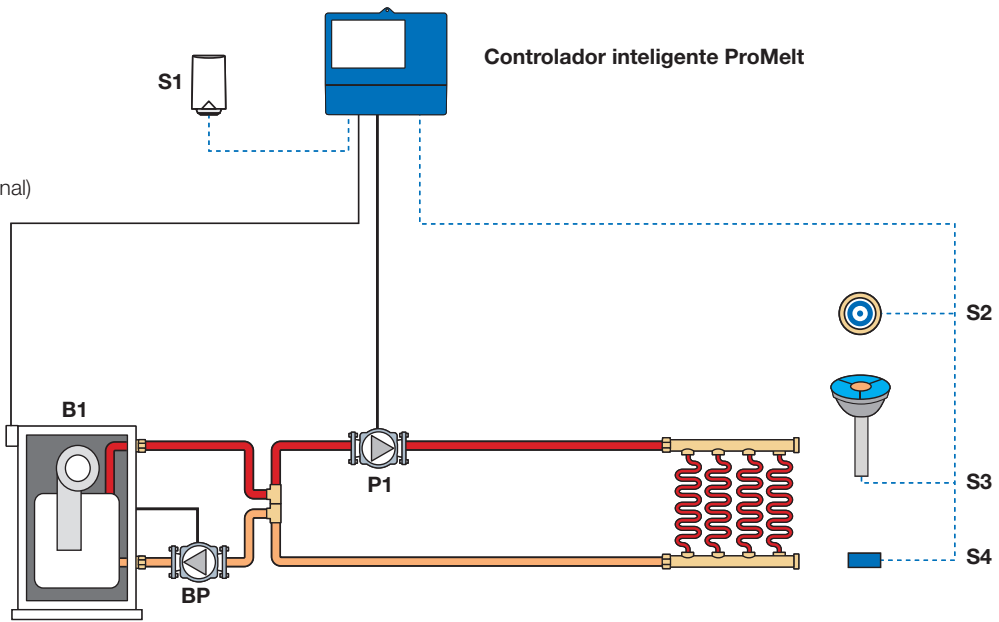 Controlador inteligente ProMelt
S1
nal)
S2
B1
P1
S3
BP
S4